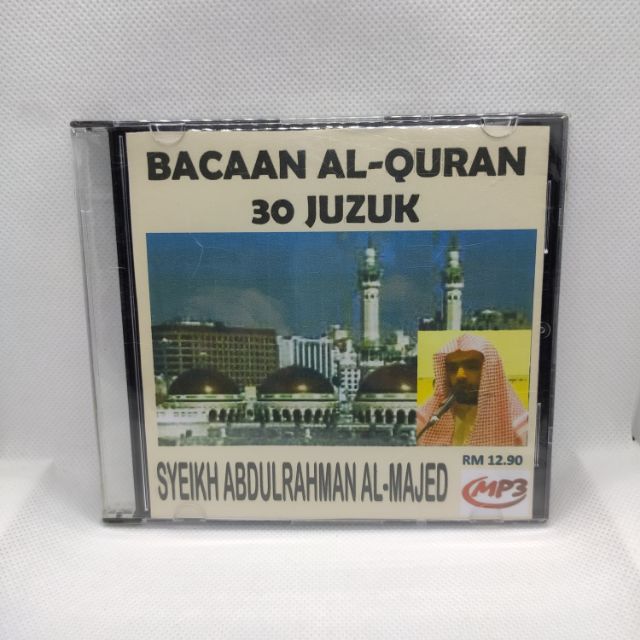 BACAAN AL-QURAN
30 JUZUK
RM 12.90
SYEIKH ABDULRAHMAN AL-MAJED
MP3